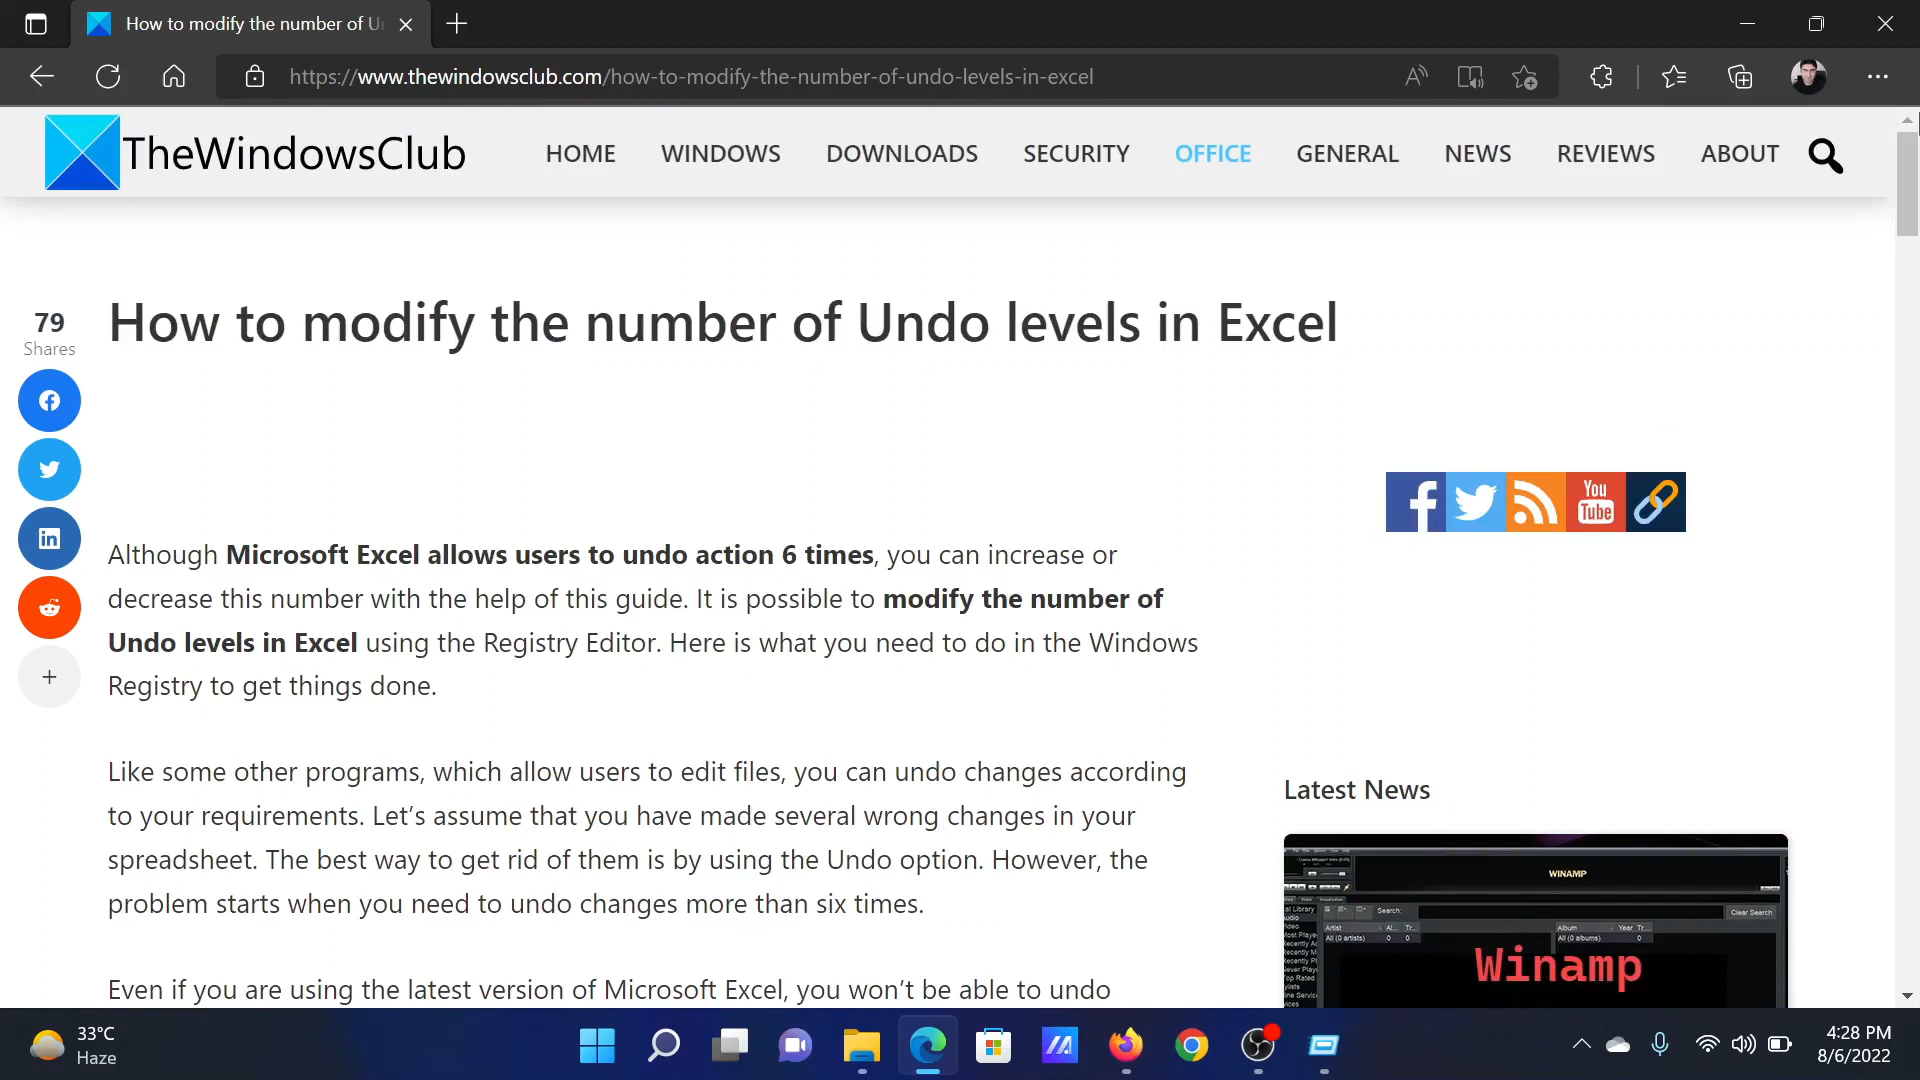 How to modify the number of U
https://www.thewindowsclub.com/how-to-modify-the-number-of-undo-levels-in-excel
TheWindowsClub
HOME WINDOWS DOWNLOADS SECURITY OFFICE GENERAL NEWS REVIEWS ABOUT
How to modify the number of Undo levels in Excel
79
Shares
You
Tube
Although Microsoft Excel allows users to undo action 6 times, you can increase or
decrease this number with the help of this guide. It is possible to modify the number of
Undo levels in Excel using the Registry Editor. Here is what you need to do in the Windows
Registry to get things done.
Like some other programs, which allow users to edit files, you can undo changes according
to your requirements. Let’s assume that you have made several wrong changes in your
spreadsheet. The best way to get rid of them is by using the Undo option. However, the
problem starts when you need to undo changes more than six times.
Even if you are using the latest version of Microsoft Excel, you won’t be able to undo
Latest News
WINAMP
Search:
Clear Search
Artist
Album
Year
All (0 artists) 0 0
All (0 albums) 0
Winamp
33°C
Haze
4:28 PM
8/6/2022